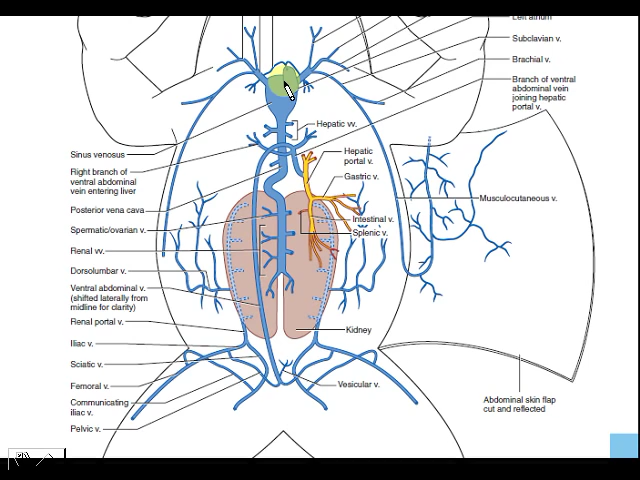 Left atrium
Subclavian v.
Brachial v.
Branch of ventral
abdominal vein
joining hepatic
portal v.
Hepatic vv.
Hepatic
portal v.
Gastric v.
Musculocutaneous v.
Intestinal v.
Splenic v.
Kidney
Vesicular v.
Abdominal skin flap
cut and reflected
Sinus venosus
Right branch of
ventral abdominal
vein entering liver
Posterior vena cava
Spermatic/ovarian v.
Renal vv.
Dorsolumbar v.
Ventral abdominal v.
(shifted laterally from
midline for clarity)
Renal portal v.
Iliac v.
Sciatic v.
Femoral v.
Communicating
iliac v.
Pelvic v.